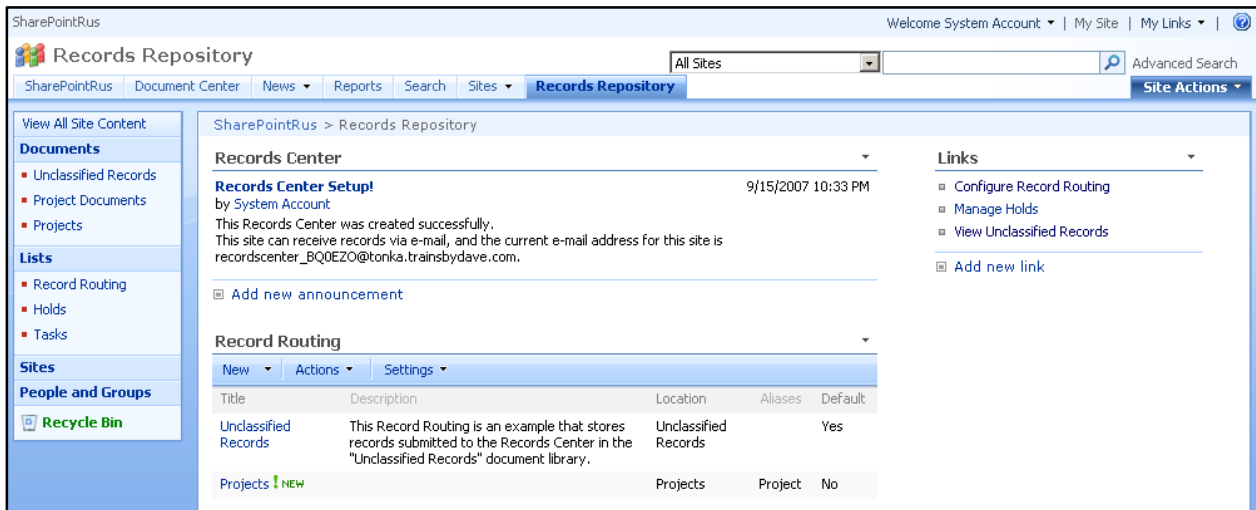 SharePointRus
Welcome System Account | My Site | My Links |
Records Repository
All Sites
Advanced Search
SharePointRus Document Center News Reports Search Sites Records Repository
Site Actions
View All Site Content
Documents
Unclassified Records
Project Documents
Projects
Lists
Record Routing
Holds
Tasks
Sites
People and Groups
Recycle Bin
SharePointRus > Records Repository
Records Center
Records Center Setup! 9/15/2007 10:33 PM
by System Account
This Records Center was created successfully.
This site can receive records via e-mail, and the current e-mail address for this site is
recordscenter_BQ0EZO@tonka.trainsbydave.com.
Add new announcement
Record Routing
New Actions Settings
Title Description Location Aliases Default
Unclassified This Record Routing is an example that stores Unclassified Yes
Records records submitted to the Records Center in the Records
"Unclassified Records" document library.
Projects ! NEW Projects Project No
Links
Configure Record Routing
Manage Holds
View Unclassified Records
Add new link